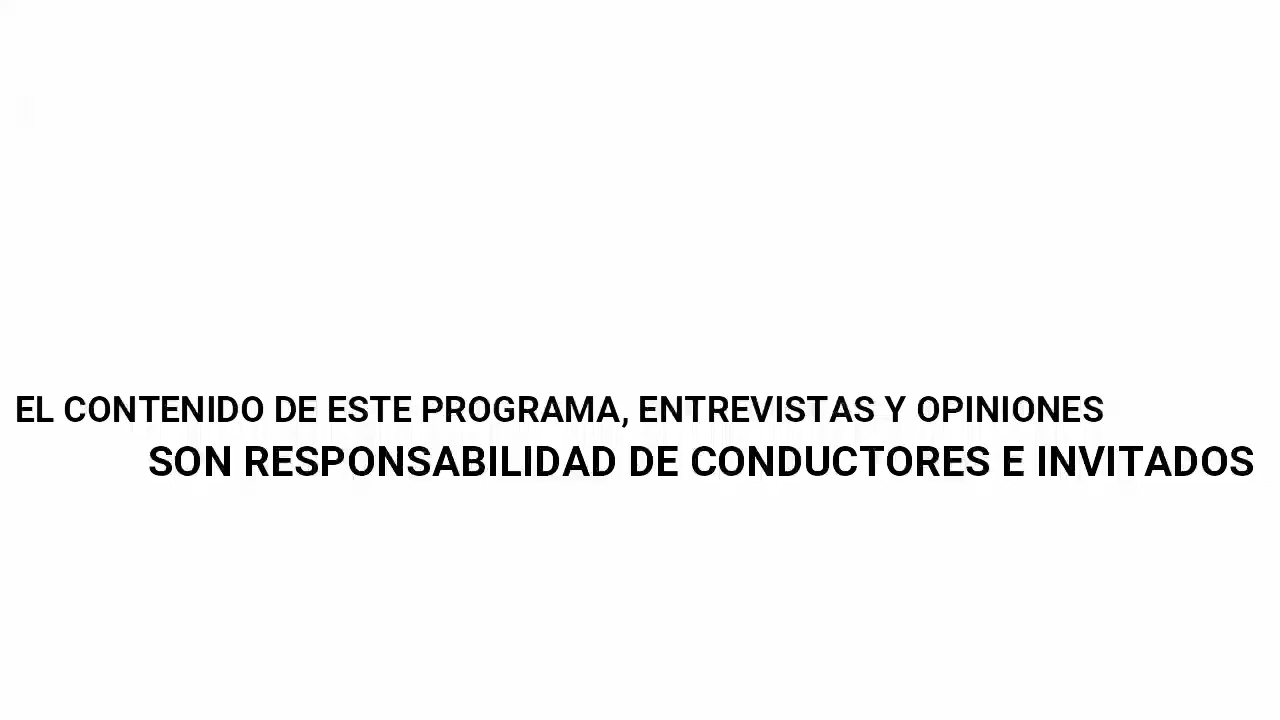 EL CONTENIDO DE ESTE PROGRAMA, ENTREVISTAS Y OPINIONES
SON RESPONSABILIDAD DE CONDUCTORES E INVITADOS